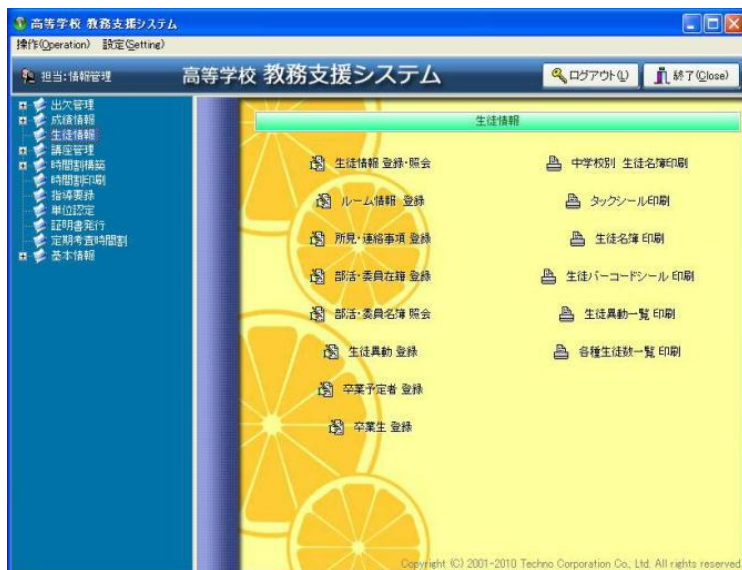 高等学校 教務支援システム
操作(Operation) 設定(Setting)
担当:情報管理
高等学校 教務支援システム
ログアウト(L)
終了(Close)
出欠管理
成績情報
生徒情報
講座管理
時間割構築
時間割印刷
指導要録
単位認定
証明書発行
定期考査時間割
基本情報
生徒情報
生徒情報 登録・照会
ルーム情報 登録
所見・連絡事項 登録
部活・委員在籍 登録
部活・委員名簿 照会
生徒異動 登録
卒業予定者 登録
卒業生 登録
中学校別 生徒名簿印刷
タックシール印刷
生徒名簿 印刷
生徒バーコードシール 印刷
生徒異動一覧 印刷
各種生徒数一覧 印刷
Copyright (C) 2001-2010 Techno Corporation Co., Ltd. All rights reserved.